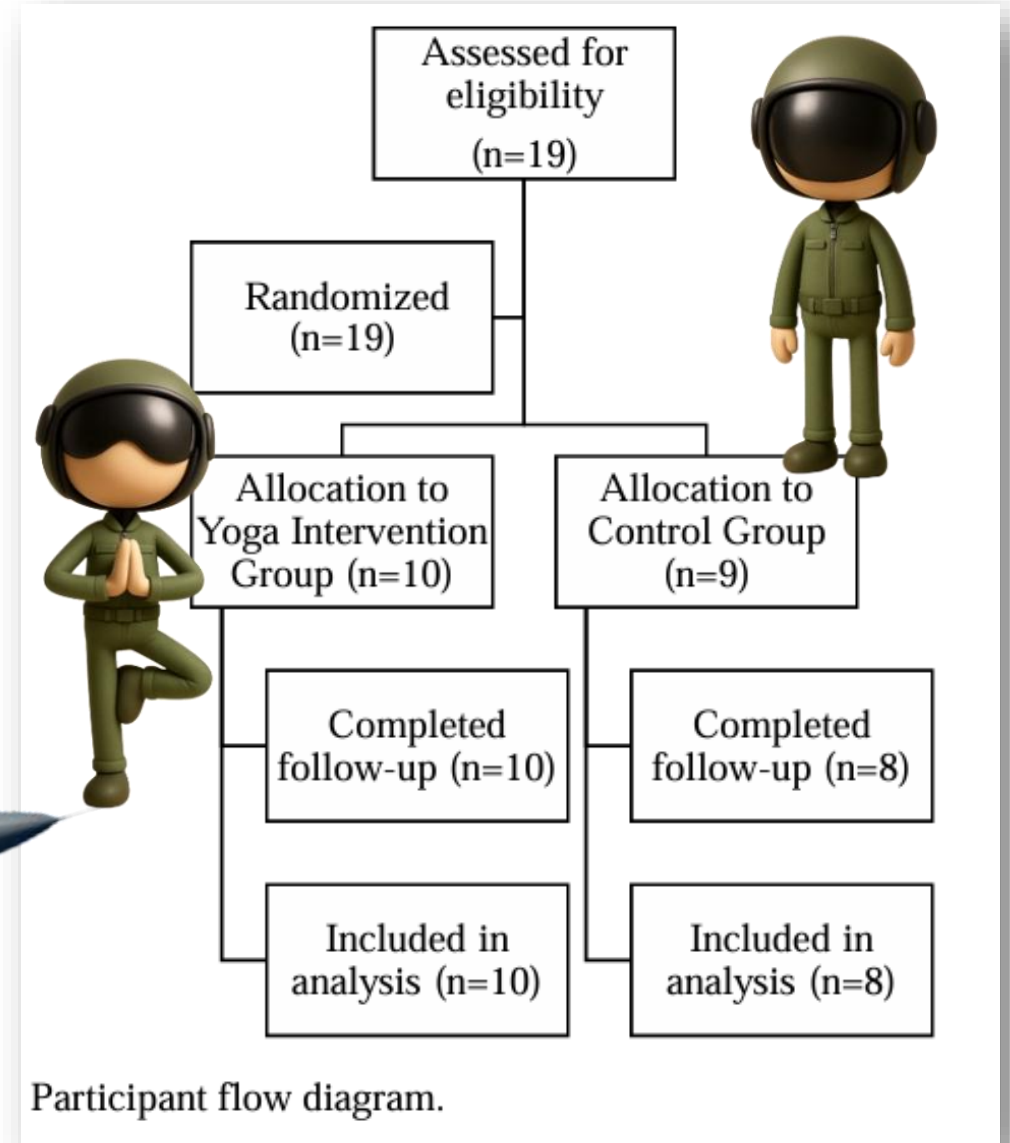 Assessed for
eligibility
(n=19)
Randomized
(n=19)
Allocation to
Yoga Intervention
Group (n=10)
Allocation to
Control Group
(n=9)
Completed
follow-up (n=10)
Completed
follow-up (n=8)
Included in
analysis (n=10)
Included in
analysis (n=8)
Participant flow diagram.